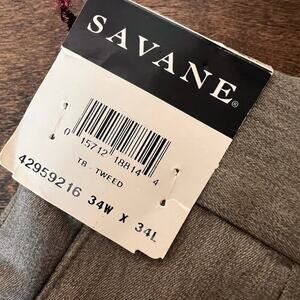 SAVANE®
0 15712 18814 4
TB TWEED
42959216 34W X 34L